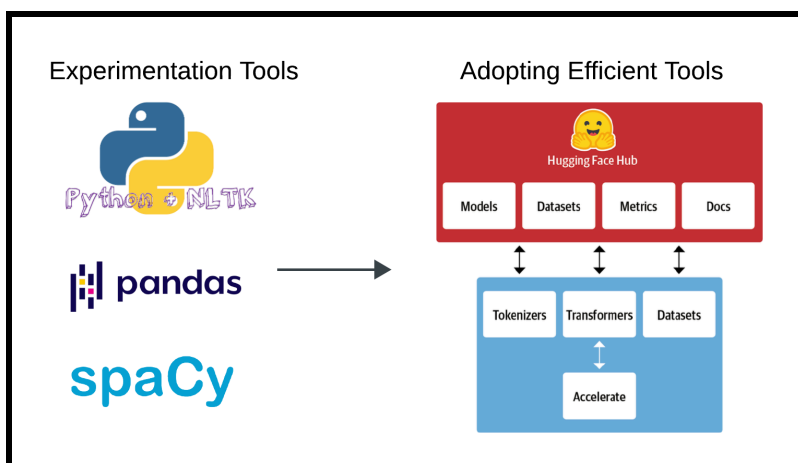 Experimentation Tools
Python + NLTK
pandas
spaCy
Adopting Efficient Tools
Hugging Face Hub
Models
Datasets
Metrics
Docs
Tokenizers
Transformers
Datasets
Accelerate